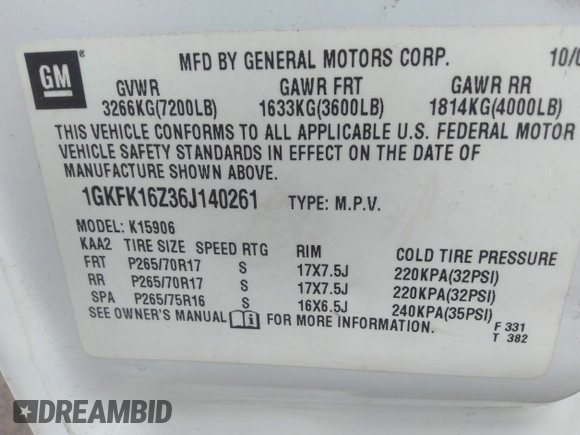 GM ® MFD BY GENERAL MOTORS CORP. 10/0
GVWR GAWR FRT GAWR RR
3266KG(7200LB) 1633KG(3600LB) 1814KG(4000LB)
THIS VEHICLE CONFORMS TO ALL APPLICABLE U.S. FEDERAL MOTOR
VEHICLE SAFETY STANDARDS IN EFFECT ON THE DATE OF
MANUFACTURE SHOWN ABOVE.
1GKFK16Z36J140261 TYPE: M.P.V.
MODEL: K15906
KAA2 TIRE SIZE SPEED RTG RIM COLD TIRE PRESSURE
FRT P265/70R17 S 17X7.5J 220KPA(32PSI)
RR P265/70R17 S 17X7.5J 220KPA(32PSI)
SPA P265/75R16 S 16X6.5J 240KPA(35PSI)
SEE OWNER'S MANUAL FOR MORE INFORMATION.
F 331
T 382
DREAMBID